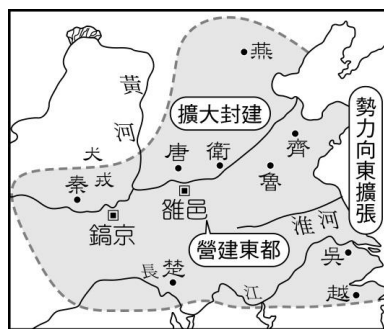 燕
黃河
擴大封建
勢力向東擴張
犬戎
唐
衛
齊
魯
秦
鎬京
雒邑
營建東都
淮河
吳
楚
長江
越